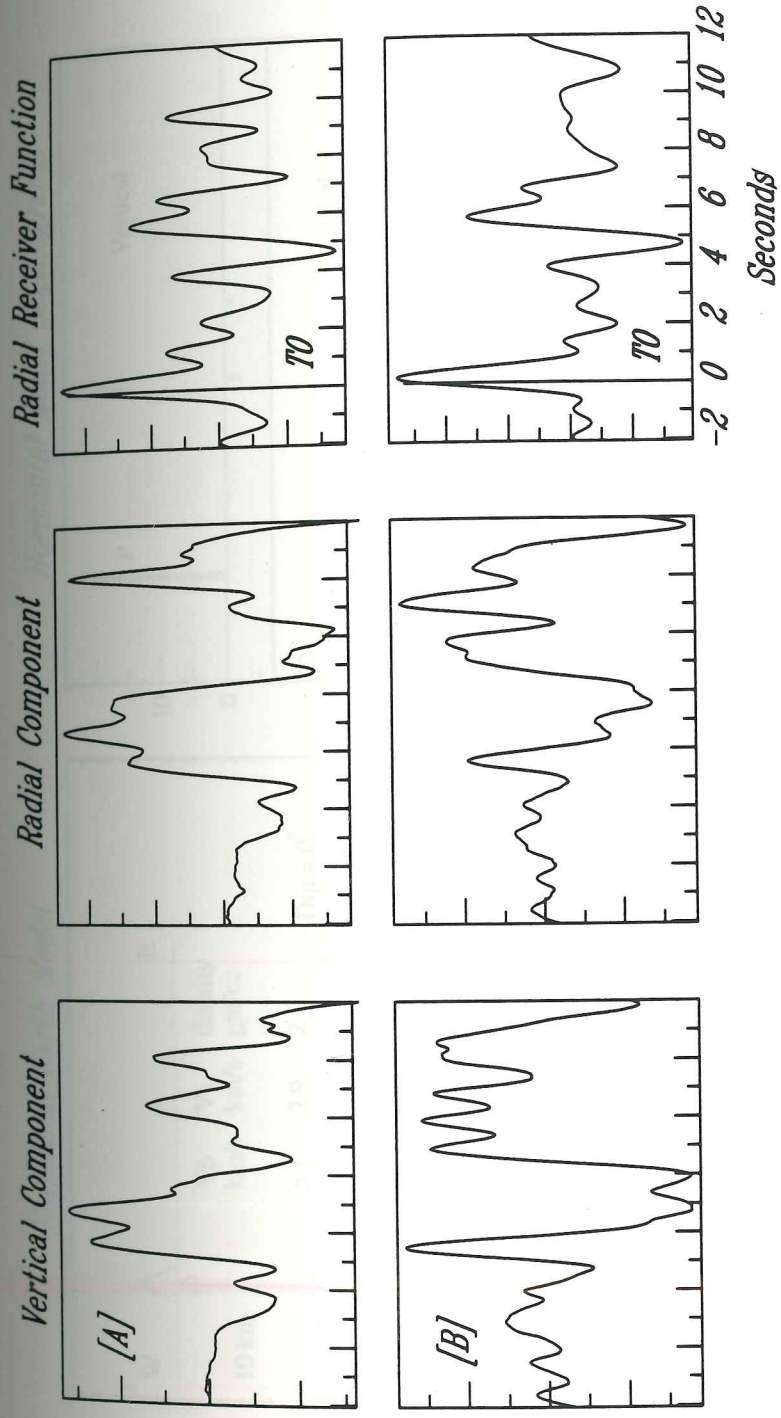 Vertical Component
Radial Component
Radial Receiver Function
[A]
TO
[B]
TO
-2 0 2 4 6 8 10 12
Seconds